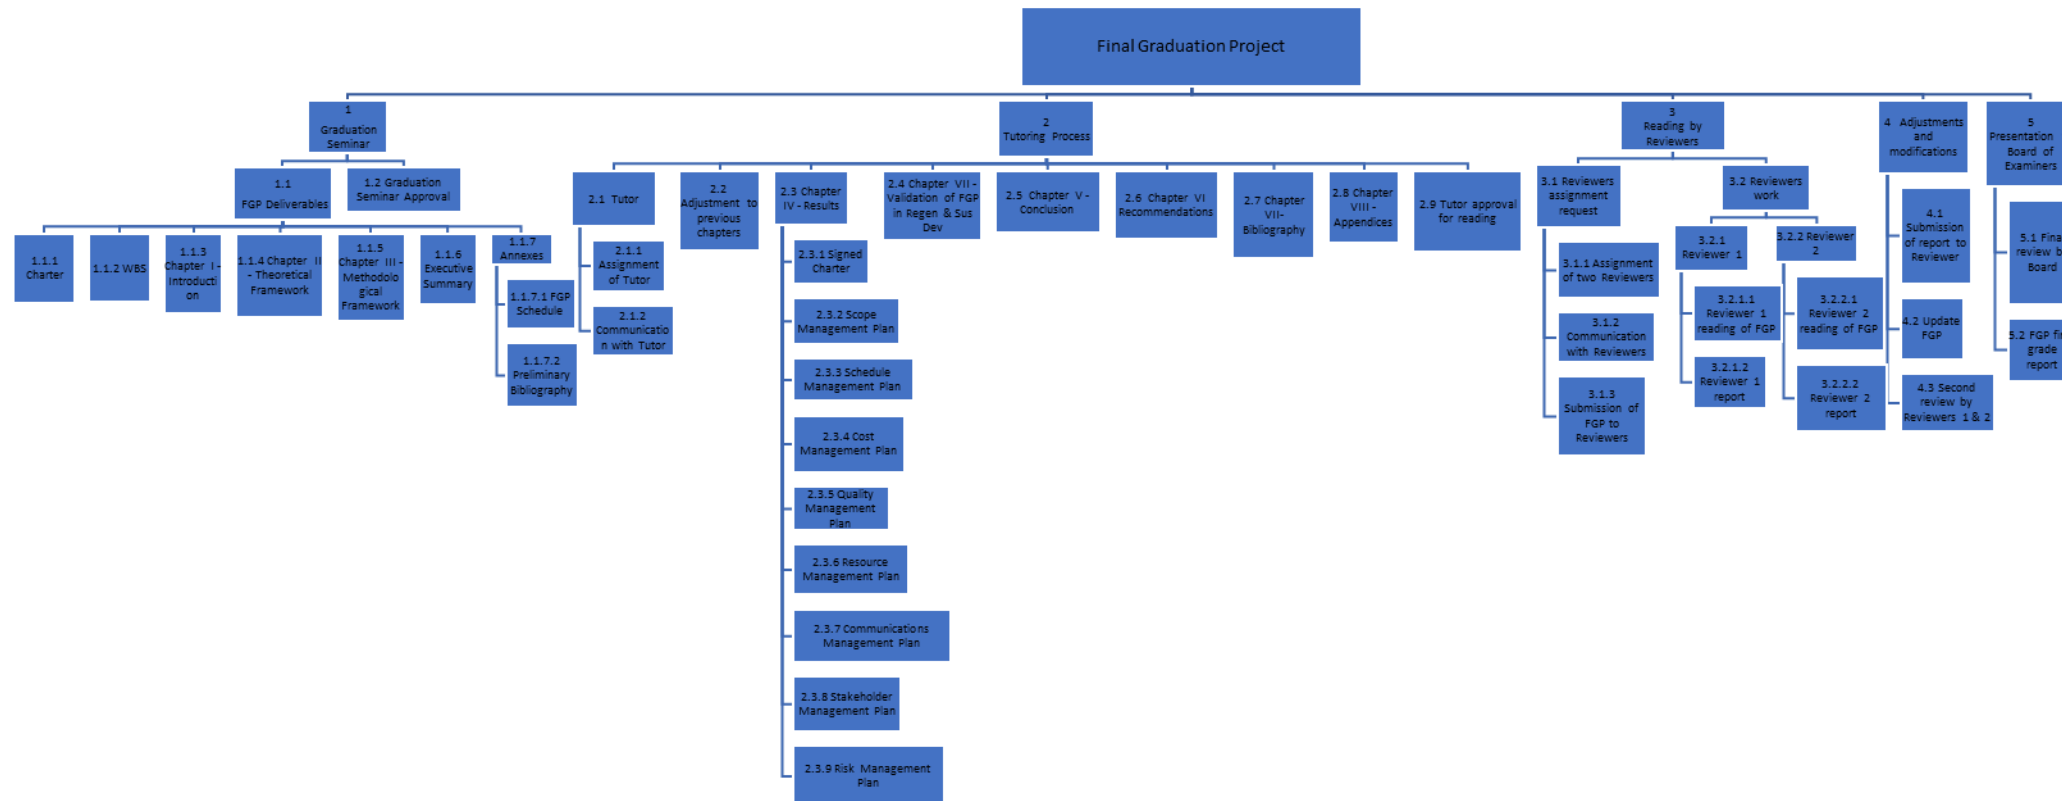 Final Graduation Project
1
Graduation
Seminar
1.1
FGP Deliverables
1.1.1
Charter
1.1.2 WBS
1.1.3
Chapter I -
Introducti
on
1.1.4 Chapter II
- Theoretical
Framework
1.1.5
Chapter III -
Methodolo
gical
Framework
1.1.6
Executive
Summary
1.1.7
Annexes
1.1.7.1 FGP
Schedule
1.1.7.2
Preliminary
Bibliography
1.2 Graduation
Seminar Approval
2
Tutoring Process
2.1 Tutor
2.1.1
Assignment
of Tutor
2.1.2
Communicatio
n with Tutor
2.2
Adjustment to
previous
chapters
2.3 Chapter
IV - Results
2.3.1 Signed
Charter
2.3.2 Scope
Management Plan
2.3.3 Schedule
Management Plan
2.3.4 Cost
Management Plan
2.3.5 Quality
Management
Plan
2.3.6 Resource
Management Plan
2.3.7 Communications
Management Plan
2.3.8 Stakeholder
Management Plan
2.3.9 Risk Management
Plan
2.4 Chapter VII -
Validation of FGP
in Regen & Sus
Dev
2.5 Chapter V -
Conclusion
2.6 Chapter VI
Recommendations
2.7 Chapter
VII-
Bibliography
2.8 Chapter
VIII -
Appendices
2.9 Tutor approval
for reading
3
Reading by
Reviewers
3.1 Reviewers
assignment
request
3.1.1 Assignment
of two Reviewers
3.1.2
Communication
with Reviewers
3.1.3
Submission of
FGP to
Reviewers
3.2 Reviewers
work
3.2.1
Reviewer 1
3.2.1.1
Reviewer 1
reading of FGP
3.2.1.2
Reviewer 1
report
3.2.2 Reviewer
2
3.2.2.1
Reviewer 2
reading of FGP
3.2.2.2
Reviewer 2
report
4 Adjustments
and
modifications
4.1
Submission
of report to
Reviewer
4.2 Update
FGP
4.3 Second
review by
Reviewers 1 & 2
5
Presentation
Board of
Examiners
5.1
review
Board
5.2 FGP
grade
report